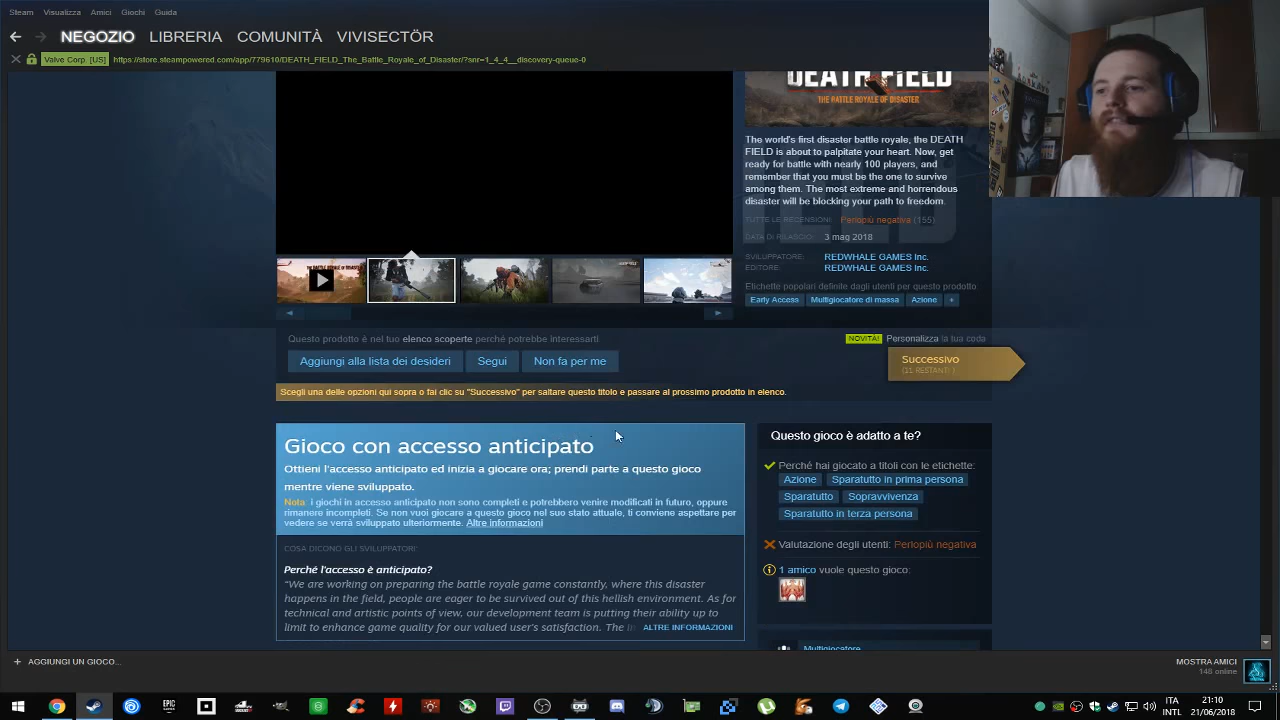 Steam Visualizza Amici Giochi Guida
NEGOZIO LIBRERIA COMUNITÀ VIVISECTÖR
Valve Corp. [US] https://store.steampowered.com/app/779610/DEATH_FIELD_The_Battle_Royale_of_Disaster/?snr=1_4_4__discovery-queue-0
DEATH FIELD
THE BATTLE ROYALE OF DISASTER
The world's first disaster battle royale, the DEATH
FIELD is about to palpitate your heart. Now, get
ready for battle with nearly 100 players, and
remember that you must be the one to survive
among them. The most extreme and horrendous
disaster will be blocking your path to freedom.
TUTTE LE RECENSIONI: Perlopiù negativa (155)
DATA DI RILASCIO: 3 mag 2018
SVILUPPATORE: REDWHALE GAMES Inc.
EDITORE: REDWHALE GAMES Inc.
Etichette popolari definite dagli utenti per questo prodotto
Early Access Multigiocatore di massa Azione +
Questo prodotto è nel tuo elenco scoperte perché potrebbe interessarti
NOVITÀ! Personalizza la tua coda
Aggiungi alla lista dei desideri Segui Non fa per me
Successivo
(11 RESTANTI )
Scegli una delle opzioni qui sopra o fai clic su "Successivo" per saltare questo titolo e passare al prossimo prodotto in elenco.
Gioco con accesso anticipato
Ottieni l'accesso anticipato ed inizia a giocare ora; prendi parte a questo gioco
mentre viene sviluppato.
Nota i giochi in accesso anticipato non sono completi e potrebbero venire modificati in futuro, oppure
rimanere incompleti. Se non vuoi giocare a questo gioco nel suo stato attuale, ti conviene aspettare per
vedere se verrà sviluppato ulteriormente. Altre informazioni
COSA DICONO GLI SVILUPPATORI:
Perché l'accesso è anticipato?
“We are working on preparing the battle royale game constantly, where this disaster
happens in the field, people are eager to be survived out of this hellish environment. As for
technical and artistic points of view, our development team is putting their ability up to
limit to enhance game quality for our valued user's satisfaction. The ALTRE INFORMAZIONI
Questo gioco è adatto a te?
Perché hai giocato a titoli con le etichette:
Azione Sparatutto in prima persona
Sparatutto Sopravvivenza
Sparatutto in terza persona
Valutazione degli utenti: Perlopiù negativa
1 amico vuole questo gioco:
Multigiocatore
+ AGGIUNGI UN GIOCO...
MOSTRA AMICI
148 online
EPIC
GAMES
ITA
INTL
21:10
21/06/2018